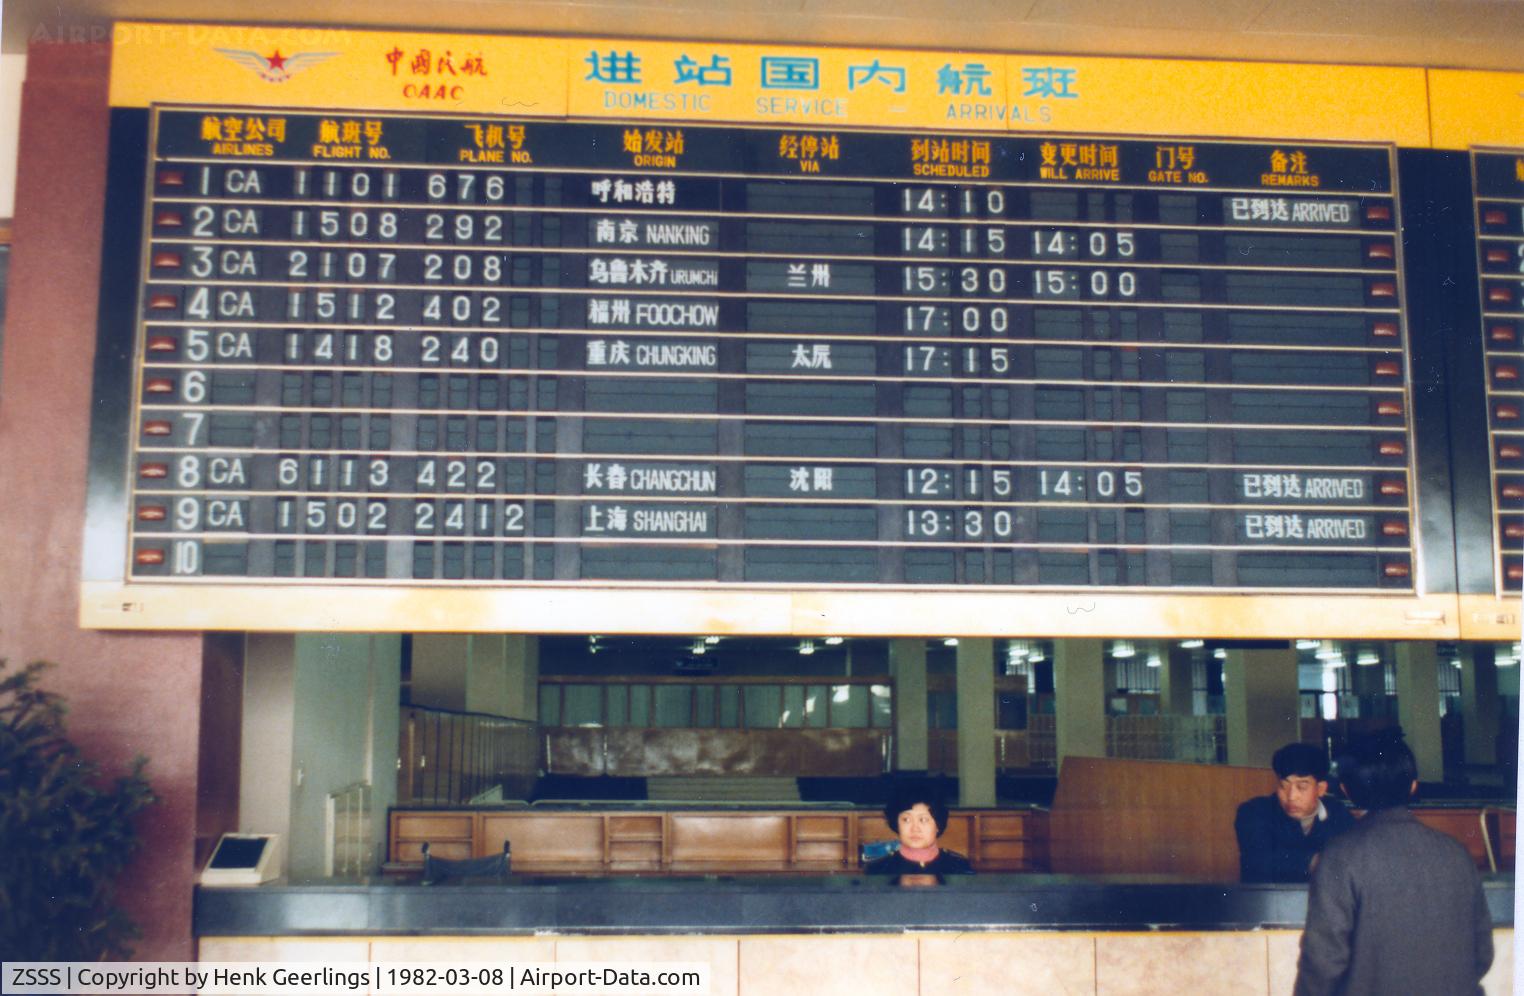 AIRPORT-DATA.COM
中國民航 进站国内航班
CAAC DOMESTIC SERVICE — ARRIVALS
航空公司 航班号 飞机号 始发站 经停站 到站时间 变更时间 门号 备注
AIRLINES FLIGHT NO. PLANE NO. ORIGIN VIA SCHEDULED WILL ARRIVE GATE NO. REMARKS
1 CA 1101 676 呼和浩特 14:10 已到达 ARRIVED
2 CA 1508 292 南京 NANKING 14:15 14:05
3 CA 2107 208 乌鲁木齐 URUMCHI 兰州 15:30 15:00
4 CA 1512 402 福州 FOOCHOW 17:00
5 CA 1418 240 重庆 CHUNGKING 太原 17:15
6
7
8 CA 6113 422 长春 CHANGCHUN 沈阳 12:15 14:05 已到达 ARRIVED
9 CA 1502 2412 上海 SHANGHAI 13:30 已到达 ARRIVED
10
ZSSS | Copyright by Henk Geerlings | 1982-03-08 | Airport-Data.com